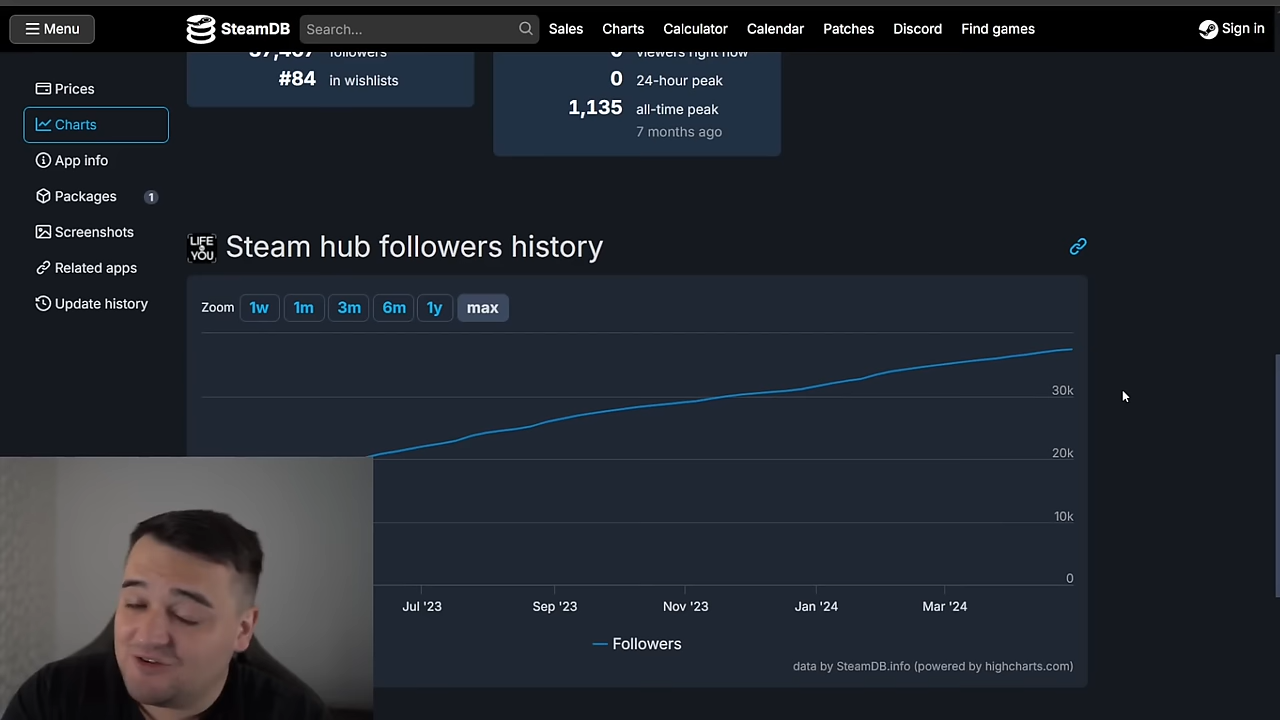 Menu
SteamDB
Search...
Sales
Charts
Calculator
Calendar
Patches
Discord
Find games
Sign in
followers
viewers right now
#84 in wishlists
0 24-hour peak
1,135 all-time peak
7 months ago
Prices
Charts
App info
Packages 1
Screenshots
Related apps
Update history
LIFE BY YOU
Steam hub followers history
Zoom 1w 1m 3m 6m 1y max
30k
20k
10k
0
Jul '23 Sep '23 Nov '23 Jan '24 Mar '24
Followers
data by SteamDB.info (powered by highcharts.com)